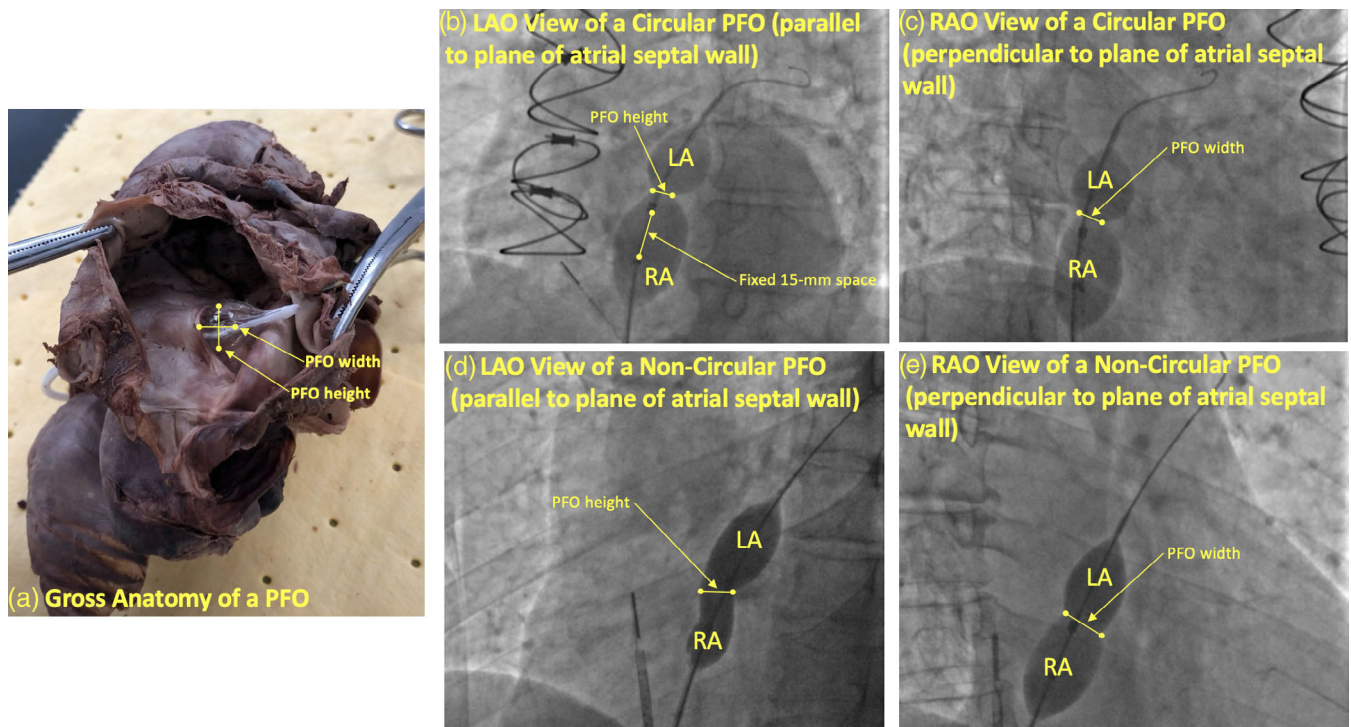 PFO width
PFO height
(a) Gross Anatomy of a PFO
(b) LAO View of a Circular PFO (parallel
to plane of atrial septal wall)
PFO height
LA
RA
Fixed 15-mm space
(c) RAO View of a Circular PFO
(perpendicular to plane of atrial septal
wall)
PFO width
LA
RA
(d) LAO View of a Non-Circular PFO
(parallel to plane of atrial septal wall)
PFO height
LA
RA
(e) RAO View of a Non-Circular PFO
(perpendicular to plane of atrial septal
wall)
PFO width
LA
RA